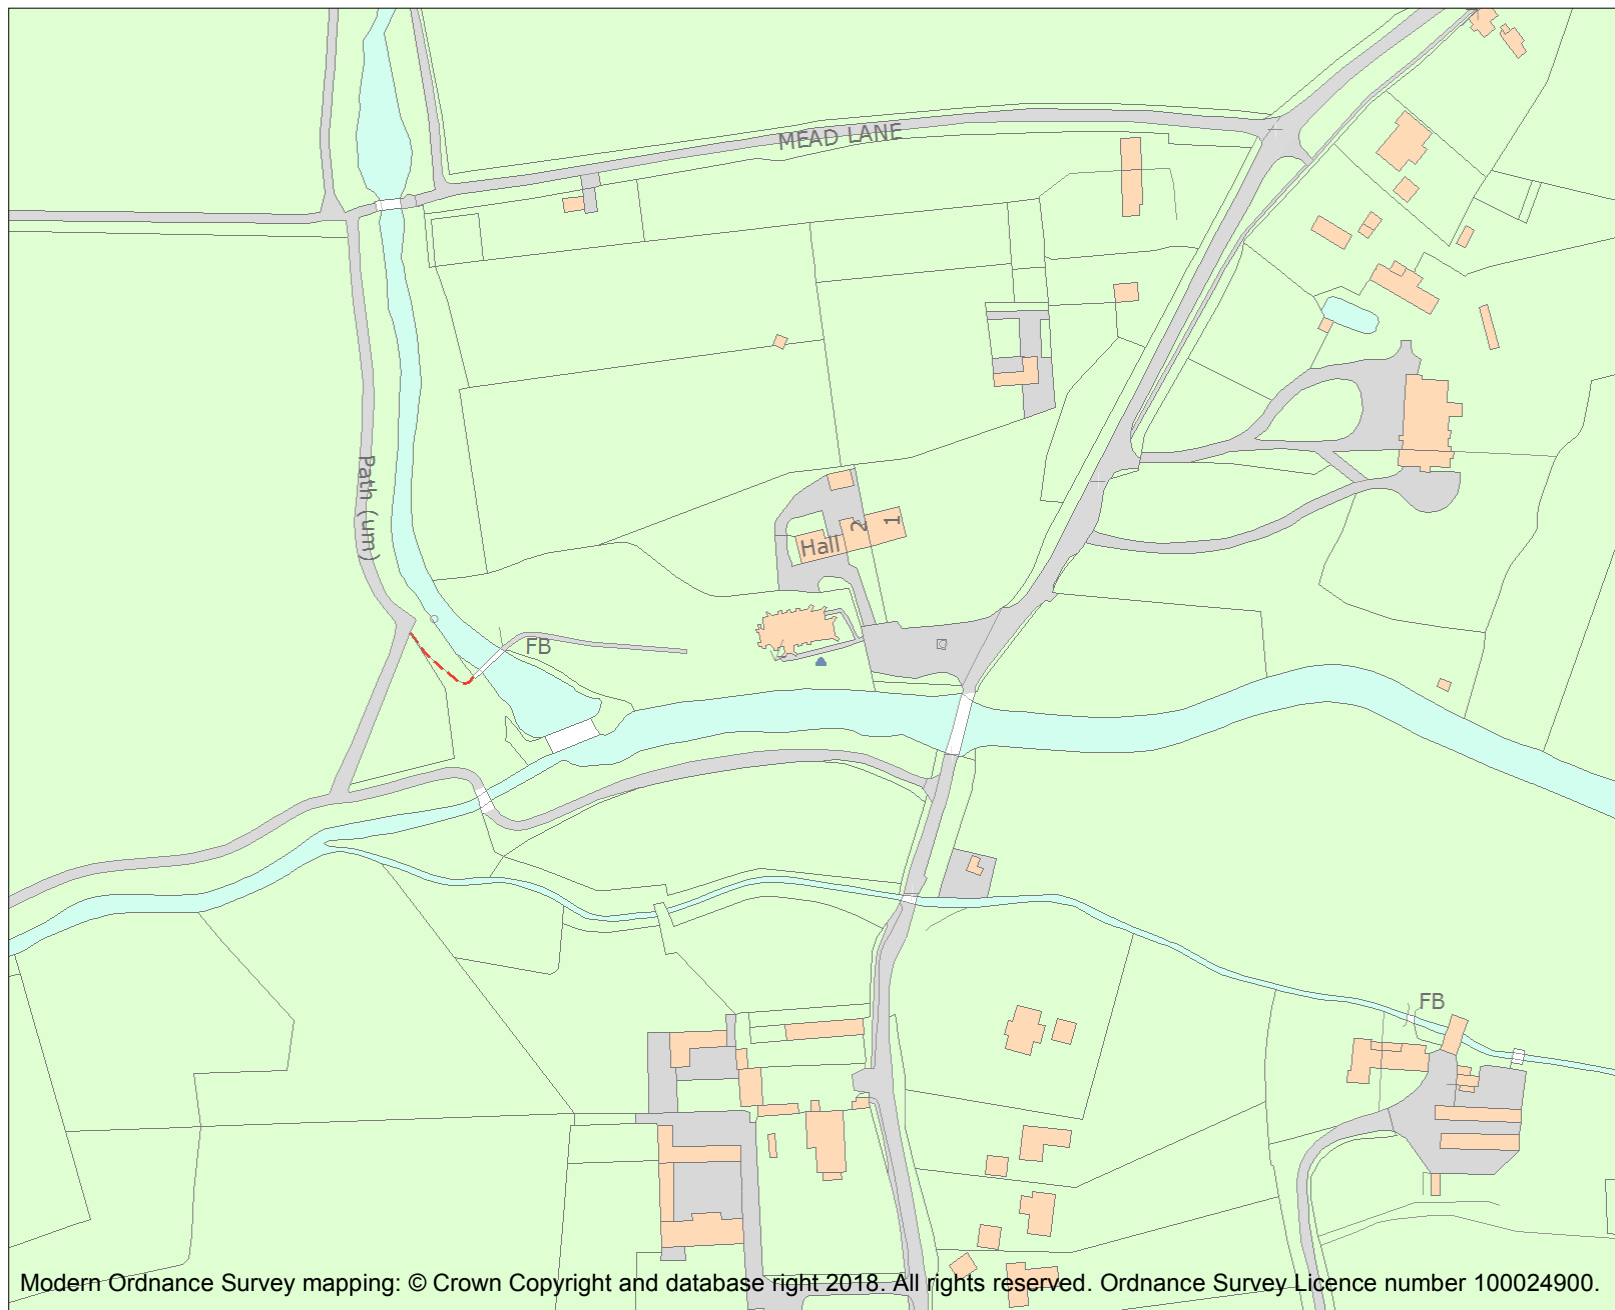 MEAD LANE
Path (um)
2
1
Hall
FB
FB
Modern Ordnance Survey mapping: © Crown Copyright and database right 2018. All rights reserved. Ordnance Survey Licence number 100024900.